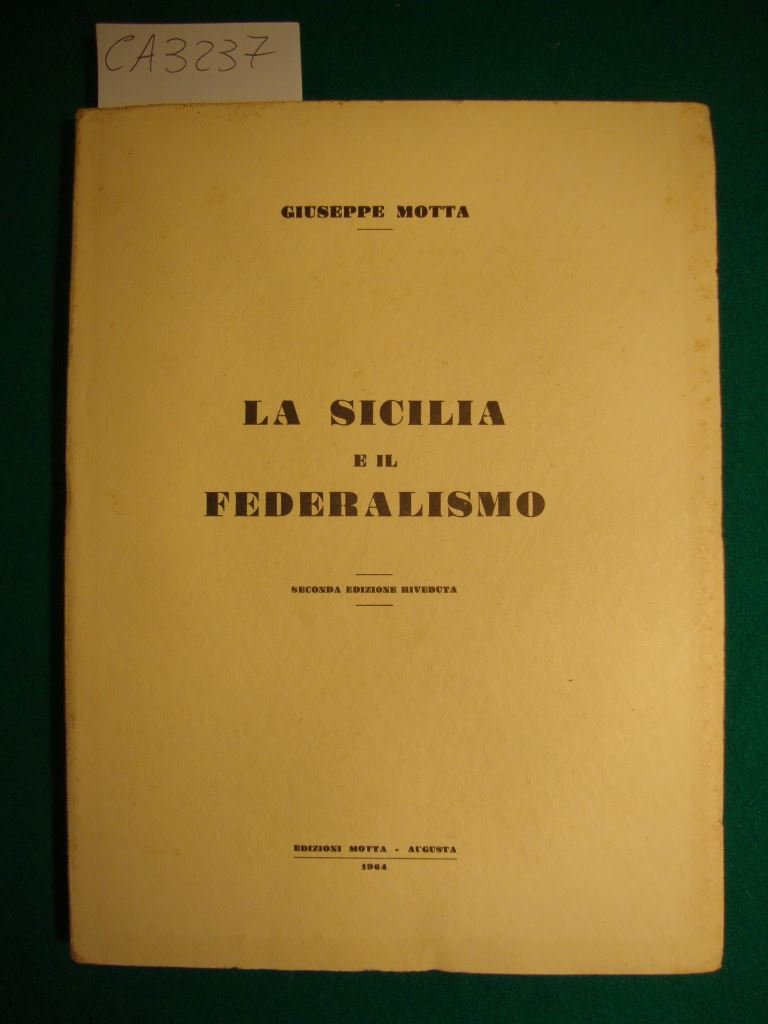 CA3237
GIUSEPPE MOTTA
LA SICILIA
E IL
FEDERALISMO
SECONDA EDIZIONE RIVEDUTA
EDIZIONI MOTTA - AUGUSTA
1964